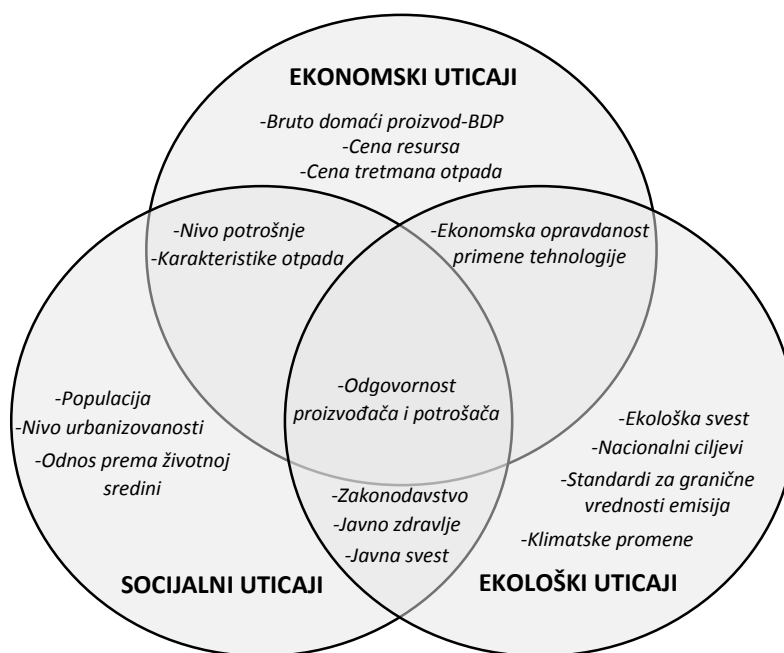 EKONOMSKI UTICAJI
-Bruto domaći proizvod-BDP
-Cena resursa
-Cena tretmana otpada
-Nivo potrošnje
-Karakteristike otpada
-Ekonomska opravdanost
primene tehnologije
-Populacija
-Nivo urbanizovanosti
-Odnos prema životnoj
sredini
-Odgovornost
proizvođača i potrošača
-Ekološka svest
-Nacionalni ciljevi
-Standardi za granične
vrednosti emisija
-Klimatske promene
-Zakonodavstvo
-Javno zdravlje
-Javna svest
SOCIJALNI UTICAJI
EKOLOŠKI UTICAJI